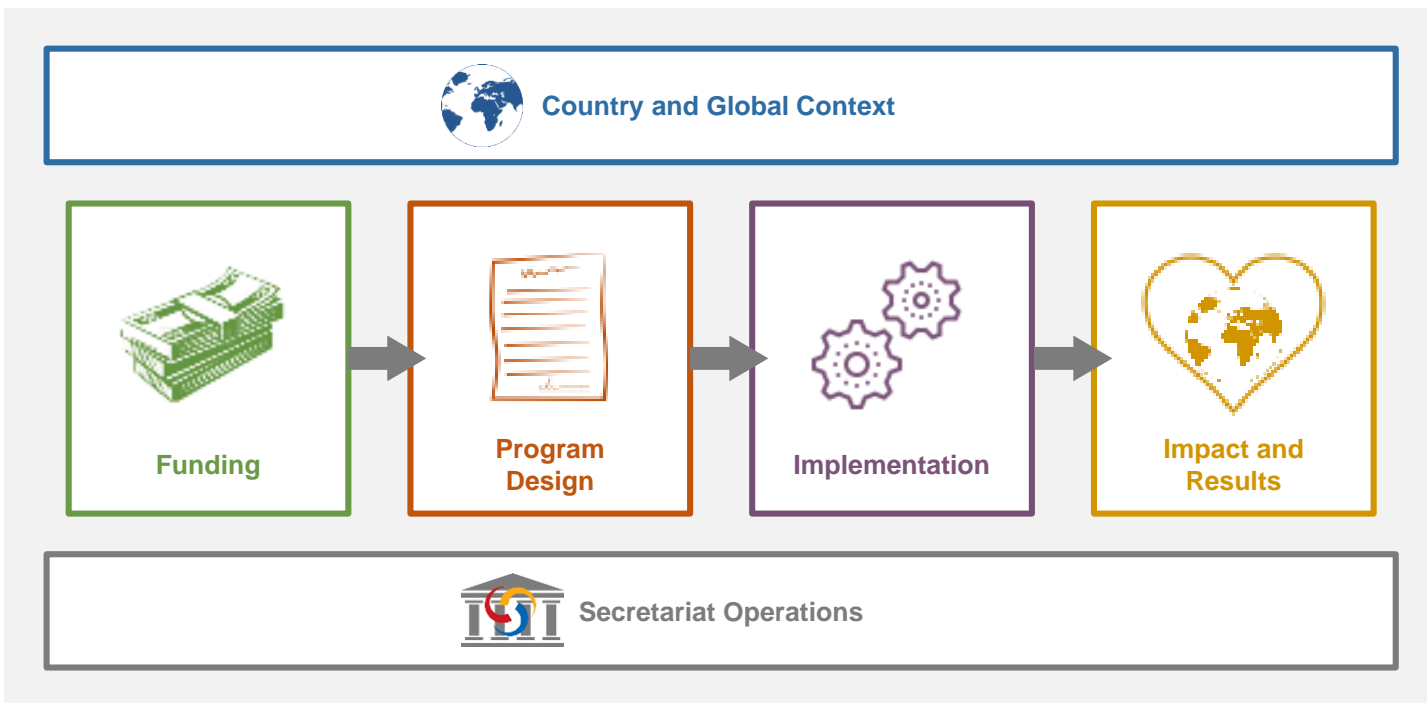 Country and Global Context
Funding
Program
Design
Implementation
Impact and
Results
Secretariat Operations